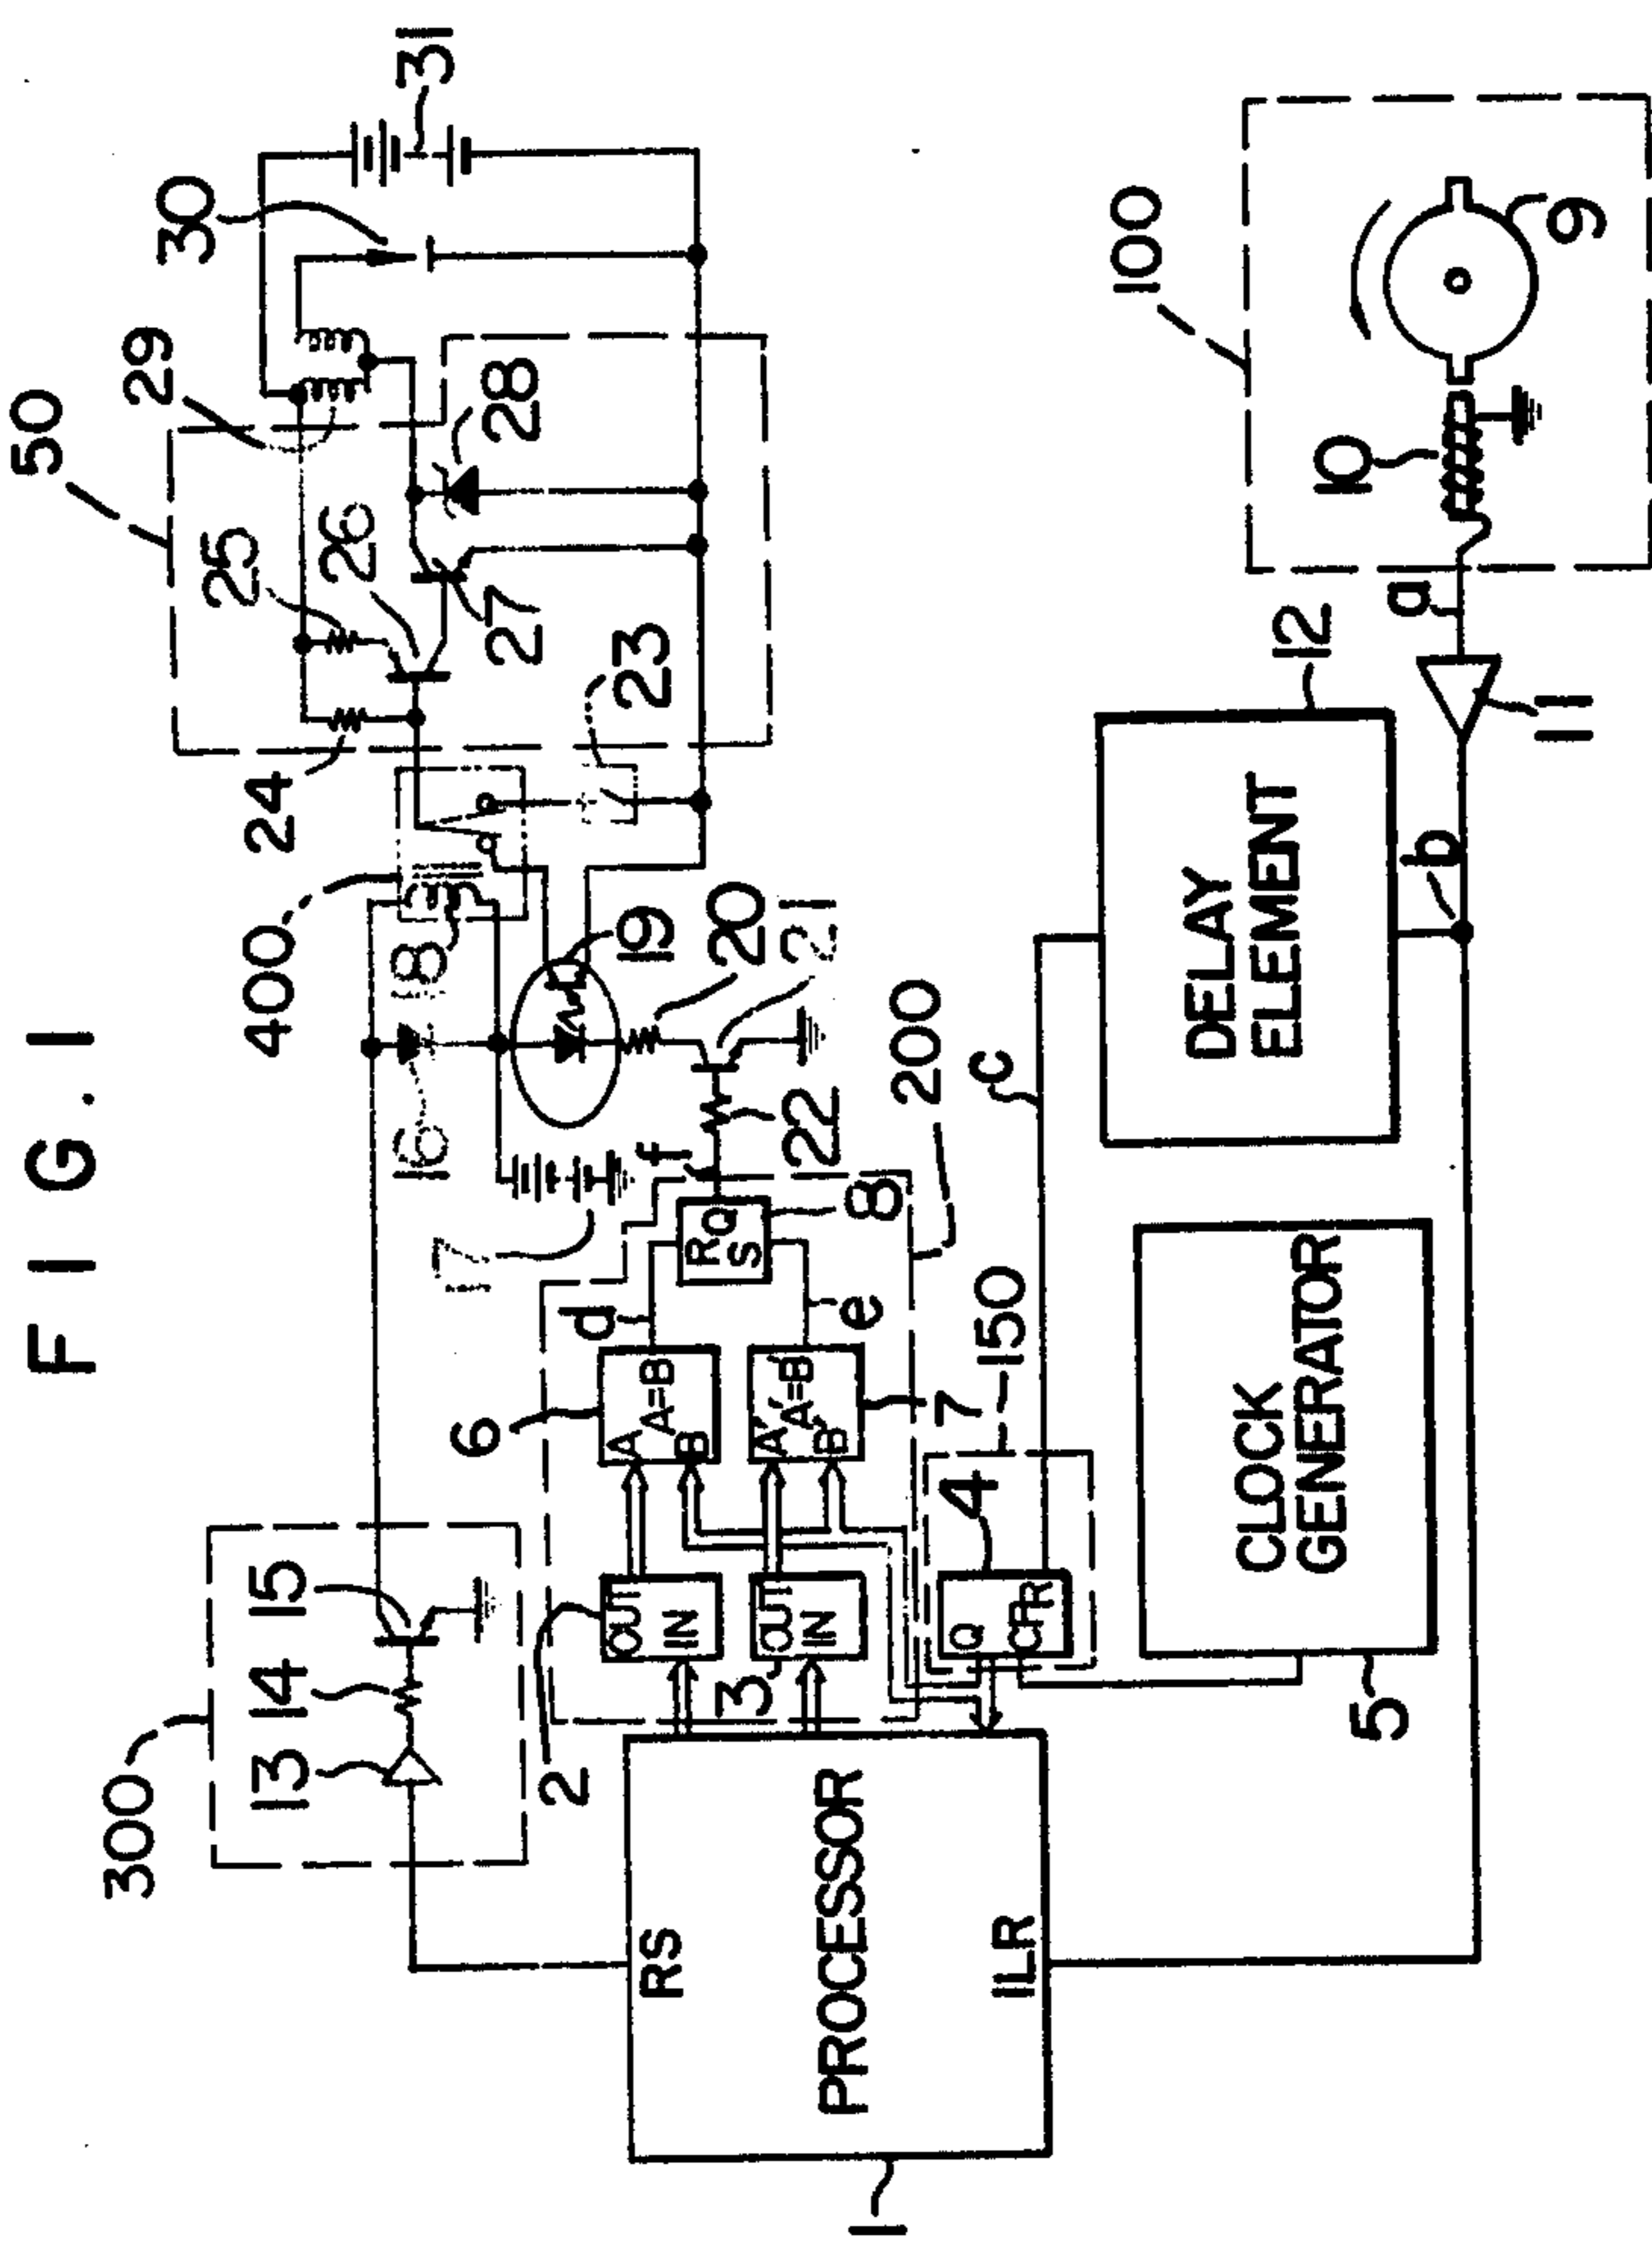 FIG. 1
300
13
14
15
16
17
400
18
24
50
25
26
29
30
31
27
28
23
19
20
21
22
f
200
8
R
Q
S
d
e
6
A
A=B
B
7
A'
A'=B'
B'
2
OUT
IN
3
OUT
IN
150
4
Q
CP
R
RS
PROCESSOR
ILR
1
CLOCK
GENERATOR
5
c
DELAY
ELEMENT
12
b
11
a
10
100
9